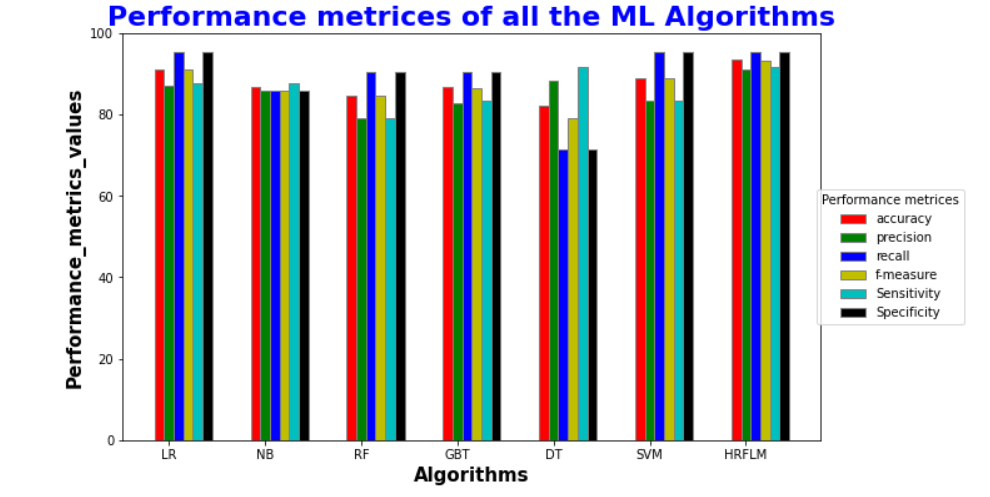 Performance metrices of all the ML Algorithms
Performance_metrics_values
100
80
60
40
20
0
LR NB RF GBT DT SVM HRFLM
Algorithms
Performance metrices
accuracy
precision
recall
f-measure
Sensitivity
Specificity